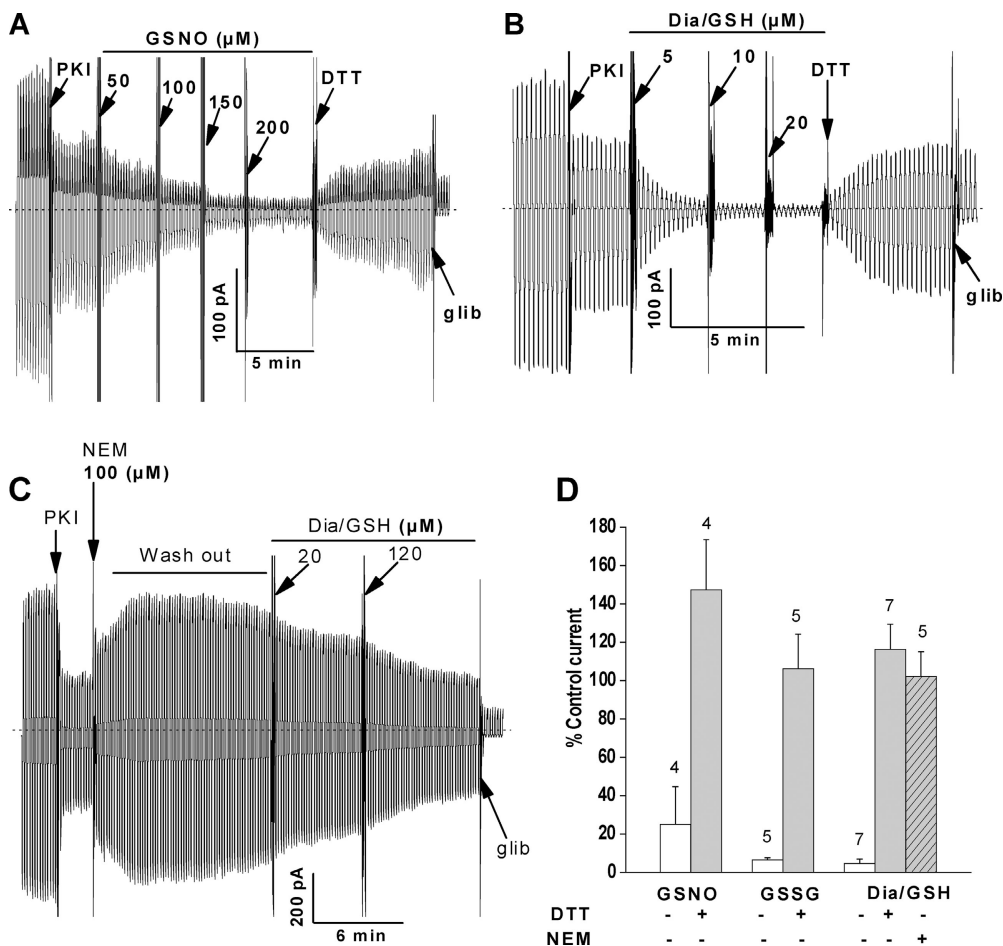 A
GSNO (µM)
PKI
50
100
150
200
DTT
glib
100 pA
5 min
B
Dia/GSH (µM)
PKI
5
10
20
DTT
glib
100 pA
5 min
C
PKI
NEM
100 (µM)
Wash out
Dia/GSH (µM)
20
120
glib
200 pA
6 min
D
% Control current
180
160
140
120
100
80
60
40
20
0
4
4
5
5
7
7
5
GSNO
GSSG
Dia/GSH
DTT - + - + - + -
NEM - - - - - - +